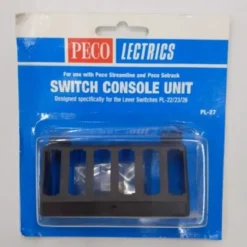 PECO LECTRICS
For use with Peco Streamline and Peco Setrack
SWITCH CONSOLE UNIT
Designed specifically for the Lever Switches PL-22/23/26
PL-27